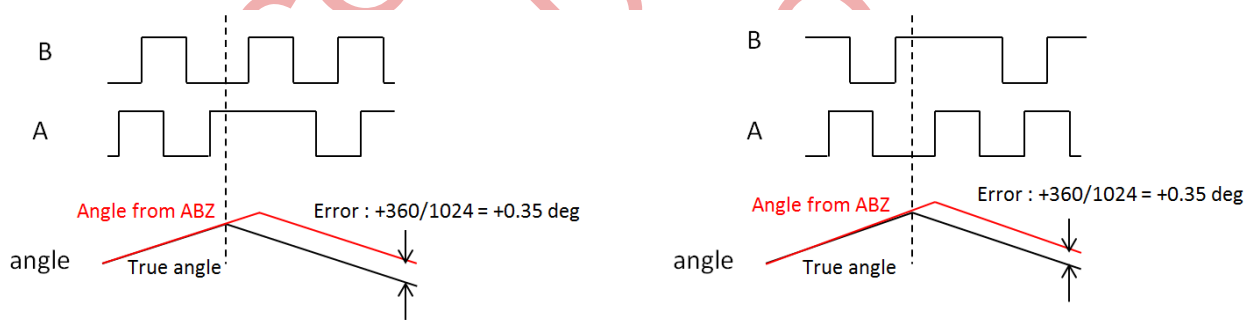 B
A
Angle from ABZ
Error : +360/1024 = +0.35 deg
angle
True angle
B
A
Error : +360/1024 = +0.35 deg
Angle from ABZ
angle
True angle